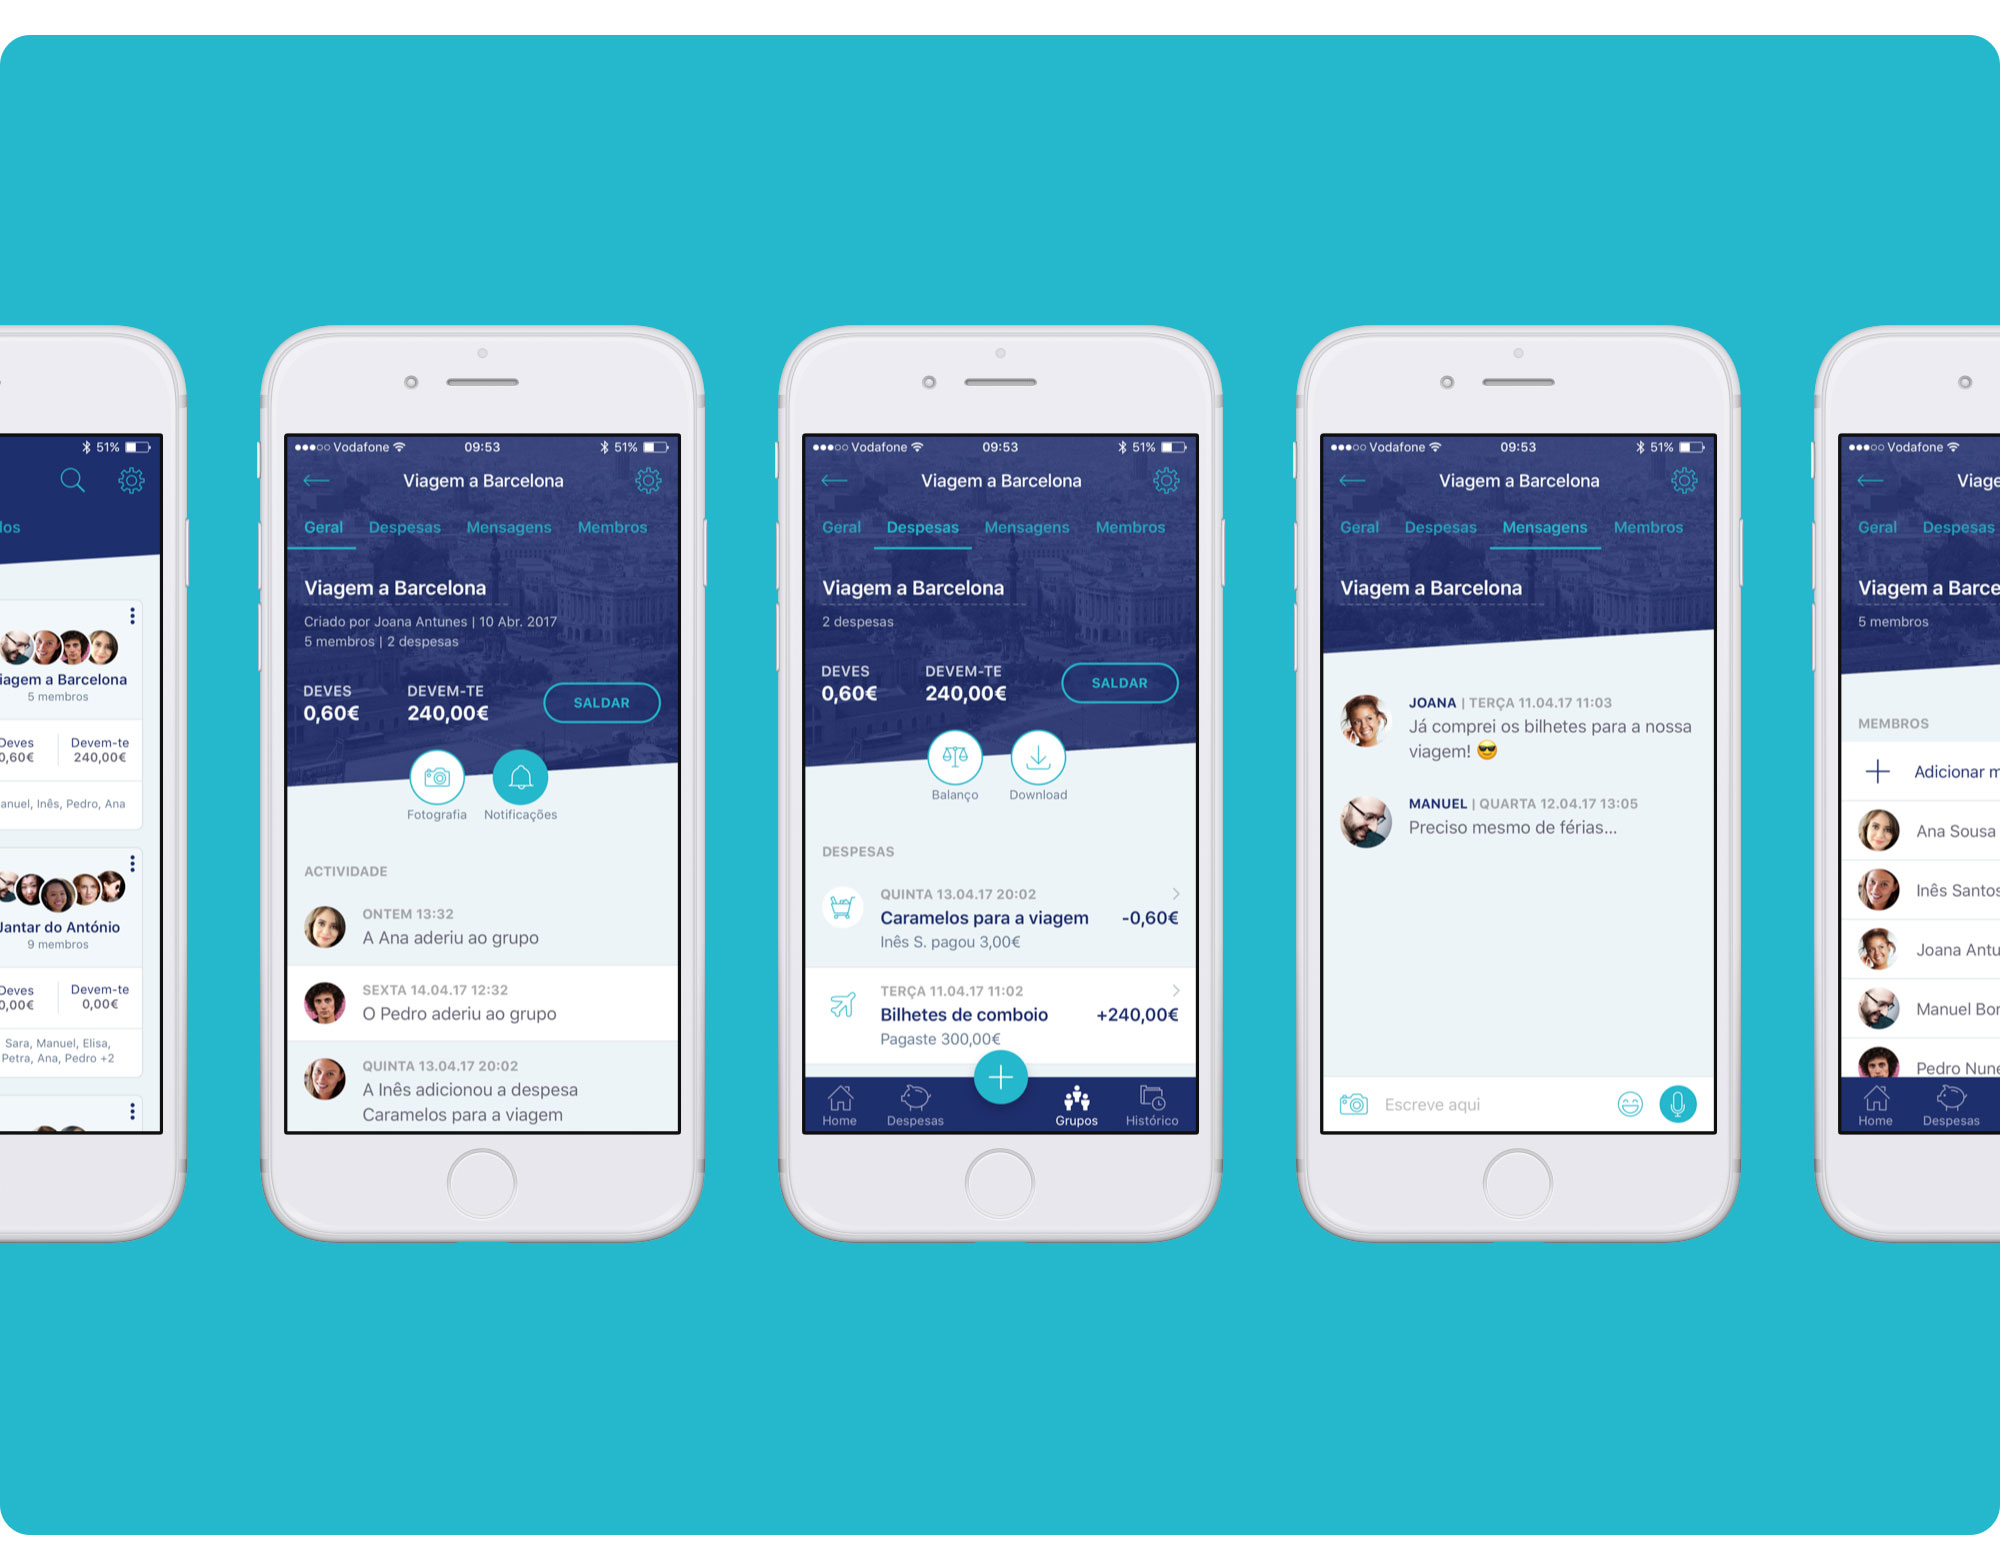 51%
iagem a Barcelona
5 membros
Deves
Devem-te
0,60€
240,00€
anuel, Inês, Pedro, Ana
Jantar do António
9 membros
Deves
Devem-te
0,00€
0,00€
Sara, Manuel, Elisa,
Petra, Ana, Pedro +2
Vodafone 09:53 51%
Viagem a Barcelona
Geral Despesas Mensagens Membros
Viagem a Barcelona
Criado por Joana Antunes | 10 Abr. 2017
5 membros | 2 despesas
DEVES DEVEM-TE
0,60€ 240,00€
SALDAR
Fotografia Notificações
ACTIVIDADE
ONTEM 13:32
A Ana aderiu ao grupo
SEXTA 14.04.17 12:32
O Pedro aderiu ao grupo
QUINTA 13.04.17 20:02
A Inês adicionou a despesa
Caramelos para a viagem
Vodafone 09:53 51%
Viagem a Barcelona
Geral Despesas Mensagens Membros
Viagem a Barcelona
2 despesas
DEVES DEVEM-TE
0,60€ 240,00€
SALDAR
Balanço Download
DESPESAS
QUINTA 13.04.17 20:02
Caramelos para a viagem -0,60€
Inês S. pagou 3,00€
TERÇA 11.04.17 11:02
Bilhetes de comboio +240,00€
Pagaste 300,00€
Home Despesas Grupos Histórico
Vodafone 09:53 51%
Viagem a Barcelona
Geral Despesas Mensagens Membros
Viagem a Barcelona
JOANA | TERÇA 11.04.17 11:03
Já comprei os bilhetes para a nossa
viagem! 😎
MANUEL | QUARTA 12.04.17 13:05
Preciso mesmo de férias...
Escreve aqui
Vodafone
Viage
Geral Despesas
Viagem a Barce
5 membros
MEMBROS
Adicionar m
Ana Sousa
Inês Santos
Joana Antu
Manuel Bor
Pedro Nune
Home Despesas